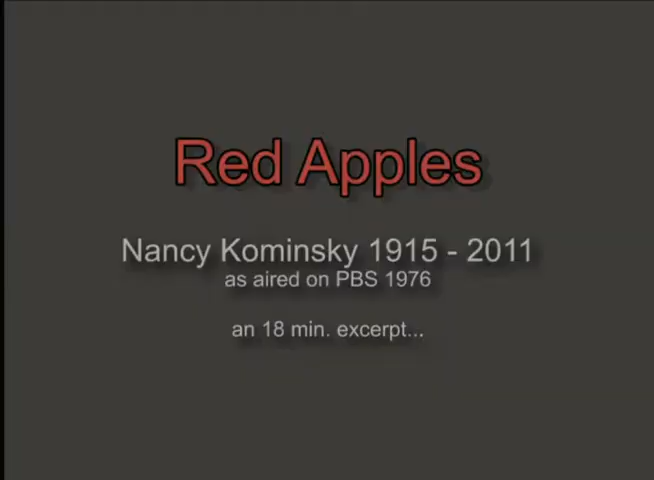 Red Apples
Nancy Kominsky 1915 - 2011
as aired on PBS 1976
an 18 min. excerpt...